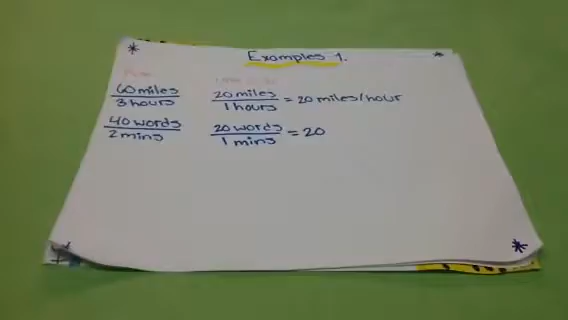 Examples 1.
60 miles 20 miles
3 hours 1 hours = 20 miles/hour
40 words 20 words
2 mins 1 mins = 20